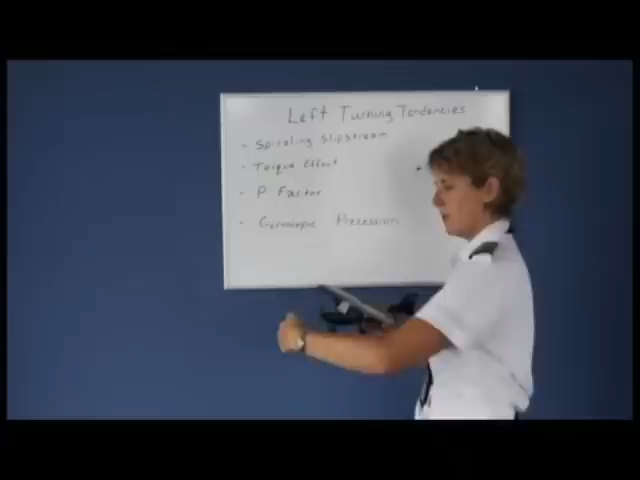 Left Turning Tendencies
- Spiraling Slipstream
- Torque Effect
- P Factor
- Gyroscopic Precession